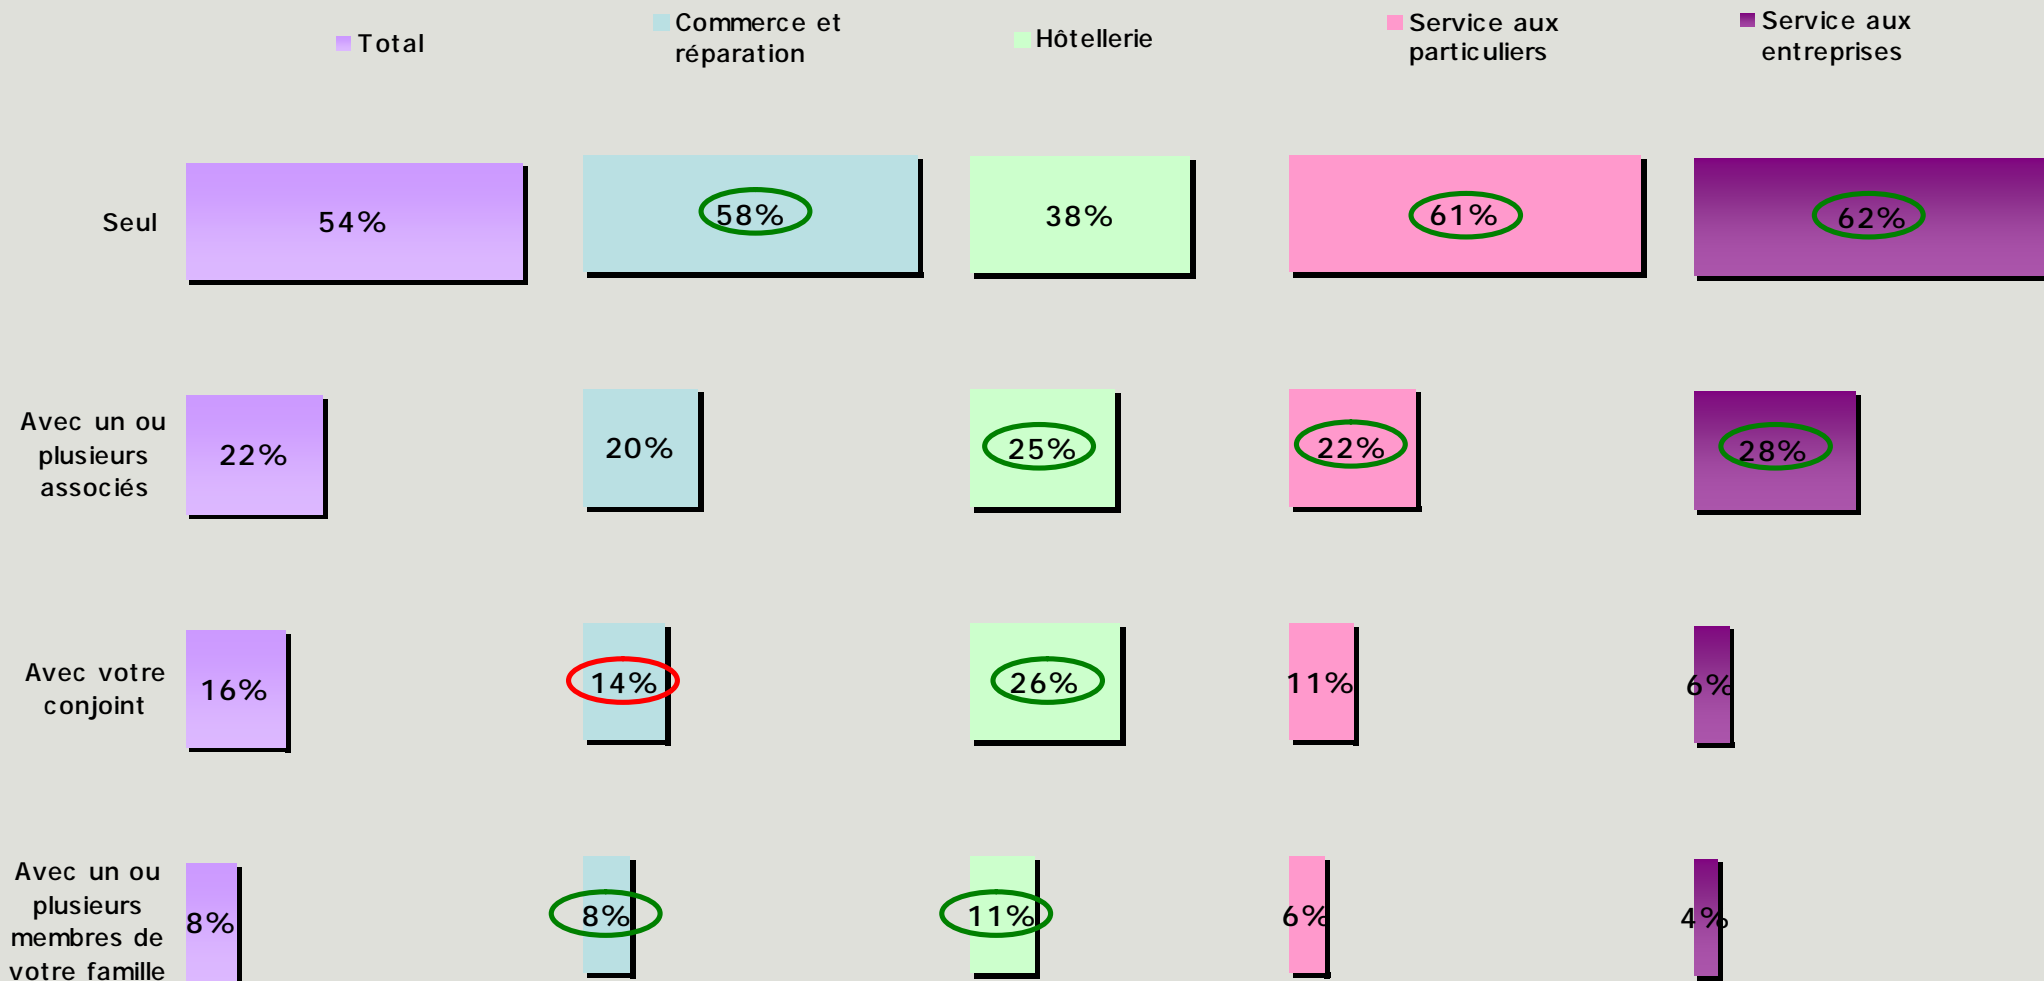 Total
Commerce et
réparation
Hôtellerie
Service aux
particuliers
Service aux
entreprises
Seul
54%
58%
38%
61%
62%
Avec un ou
plusieurs
associés
22%
20%
25%
22%
28%
Avec votre
conjoint
16%
14%
26%
11%
6%
Avec un ou
plusieurs
membres de
votre famille
8%
8%
11%
6%
4%